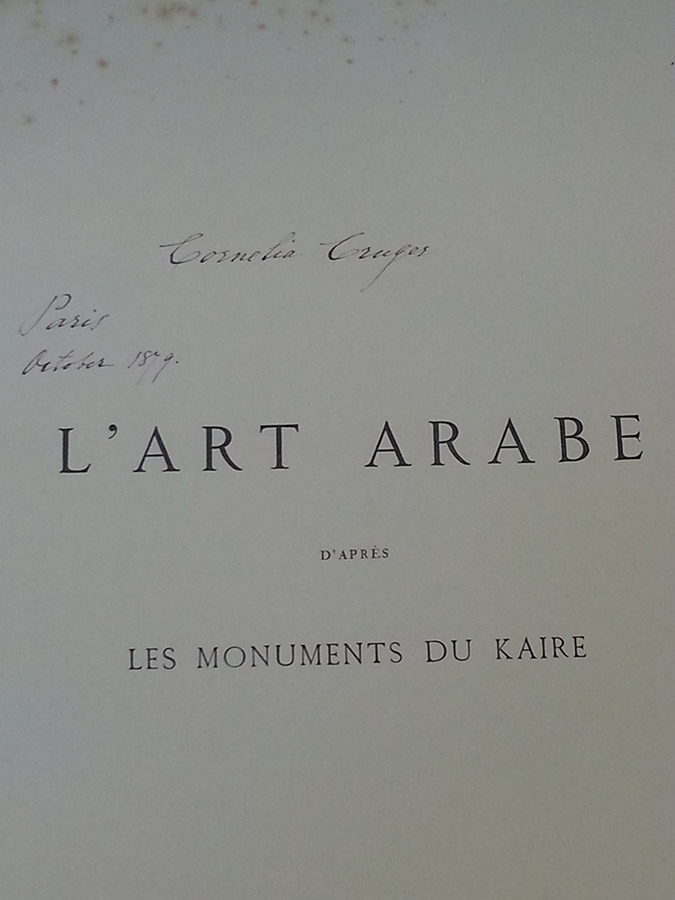 Cornelia Cruger
Paris
October 1879.
L'ART ARABE
D'APRÈS
LES MONUMENTS DU KAIRE